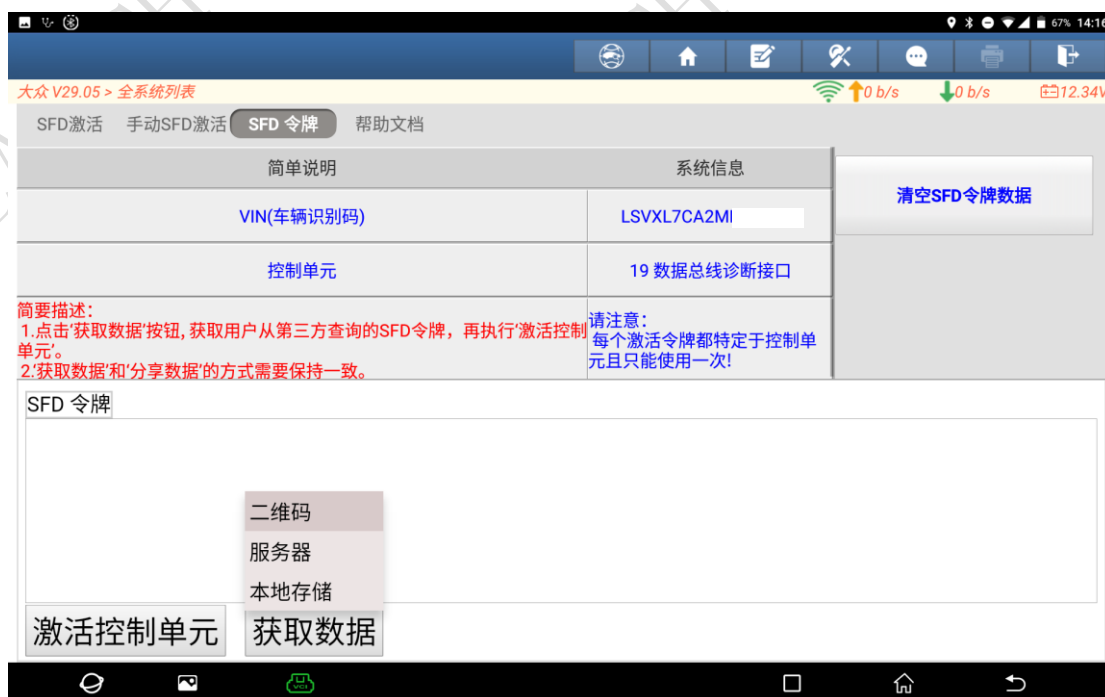 67% 14:16
大众 V29.05 > 全系统列表
0 b/s
0 b/s
12.34V
SFD激活
手动SFD激活
SFD 令牌
帮助文档
简单说明
系统信息
清空SFD令牌数据
VIN(车辆识别码)
LSVXL7CA2M
控制单元
19 数据总线诊断接口
简要描述：
1.点击'获取数据'按钮, 获取用户从第三方查询的SFD令牌，再执行'激活控制
单元'。
2.'获取数据'和'分享数据'的方式需要保持一致。
请注意：
每个激活令牌都特定于控制单
元且只能使用一次!
SFD 令牌
二维码
服务器
本地存储
激活控制单元
获取数据
VCI